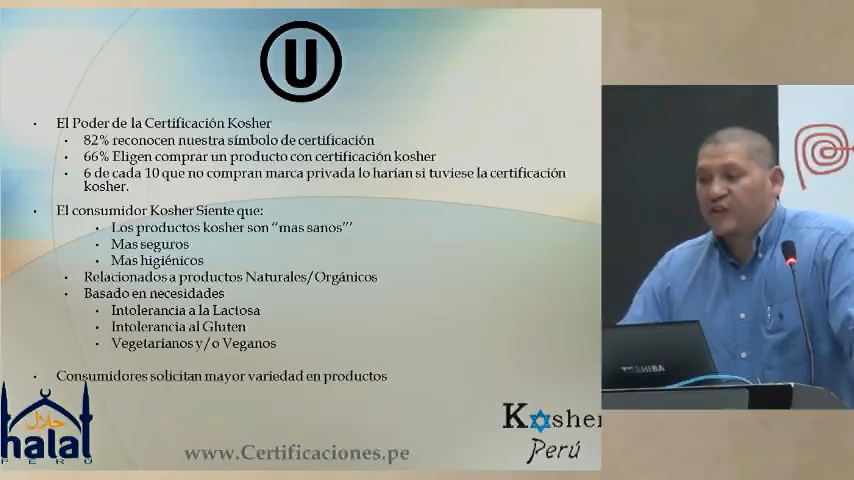 U
El Poder de la Certificación Kosher
82% reconocen nuestra símbolo de certificación
66% Eligen comprar un producto con certificación kosher
6 de cada 10 que no compran marca privada lo harían si tuviese la certificación
kosher.
El consumidor Kosher Siente que:
Los productos kosher son “mas sanos”’
Mas seguros
Mas higiénicos
Relacionados a productos Naturales/Orgánicos
Basado en necesidades
Intolerancia a la Lactosa
Intolerancia al Gluten
Vegetarianos y/o Veganos
Consumidores solicitan mayor variedad en productos
حلال
halal
PERÚ
www.Certificaciones.pe
Kosher
Perú
TOSHIBA